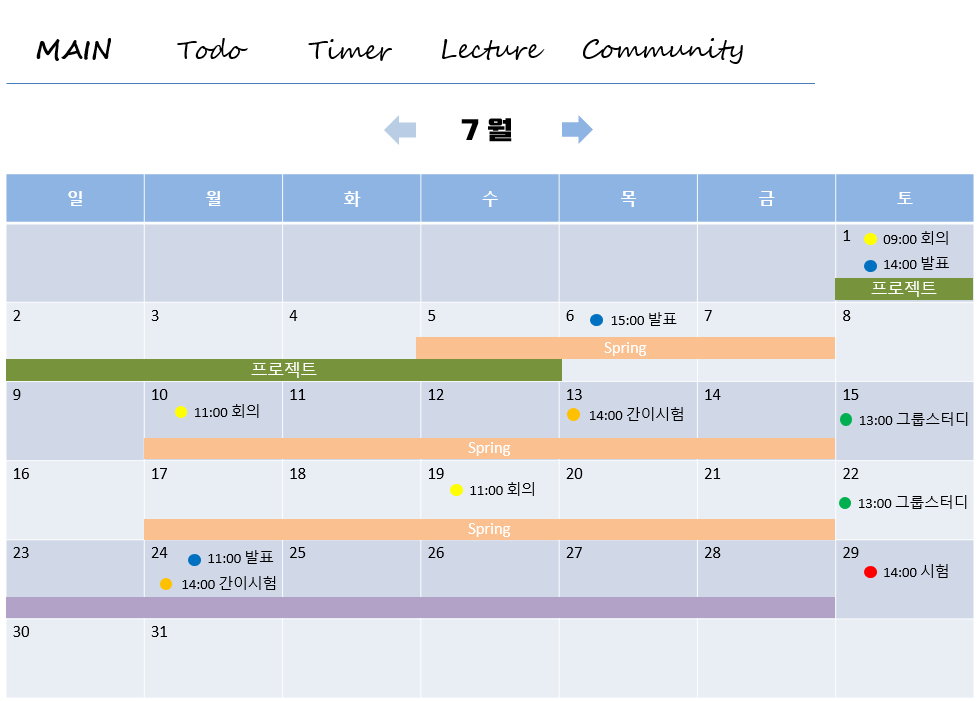 MAIN Todo Timer Lecture Community
7 월
일 월 화 수 목 금 토
1 09:00 회의
14:00 발표
프로젝트
2 3 4 5 6 15:00 발표 7 8
Spring
프로젝트
9 10 11 12 13 14 15
11:00 회의 14:00 간이시험 13:00 그룹스터디
Spring
16 17 18 19 20 21 22
11:00 회의 13:00 그룹스터디
Spring
23 24 11:00 발표 25 26 27 28 29
14:00 간이시험 14:00 시험
30 31